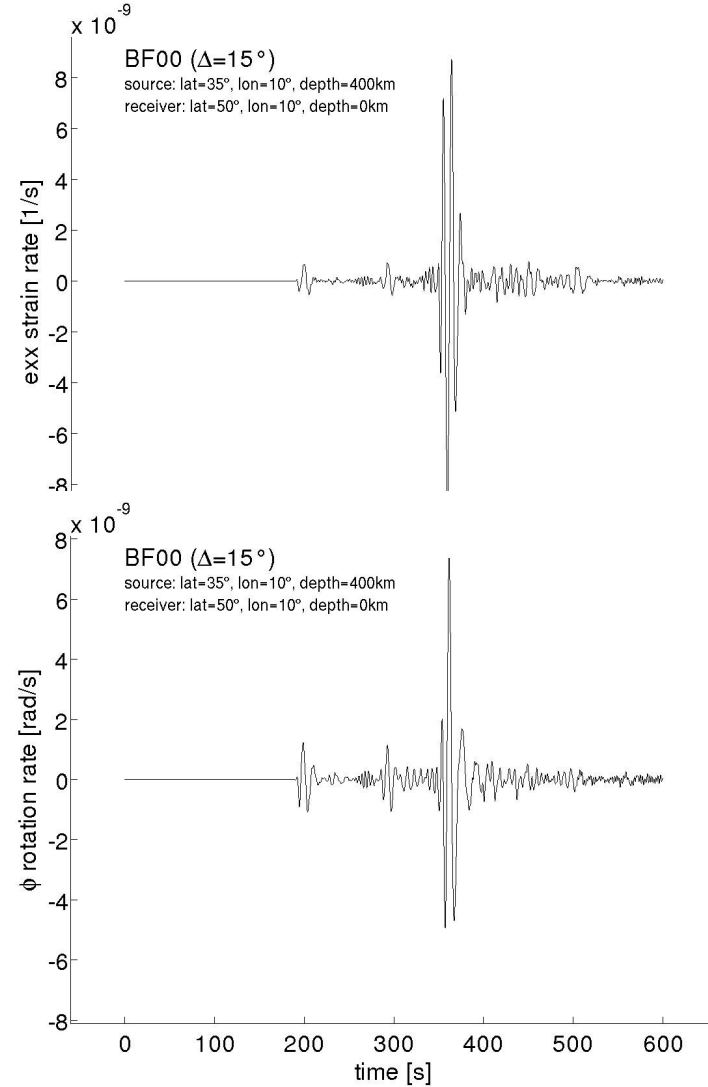 x 10-9
BF00 (Δ=15°)
source: lat=35°, lon=10°, depth=400km
receiver: lat=50°, lon=10°, depth=0km
8
6
4
2
0
-2
-4
-6
-8
exx strain rate [1/s]
x 10-9
BF00 (Δ=15°)
source: lat=35°, lon=10°, depth=400km
receiver: lat=50°, lon=10°, depth=0km
8
6
4
2
0
-2
-4
-6
-8
ϕ rotation rate [rad/s]
0 100 200 300 400 500 600
time [s]